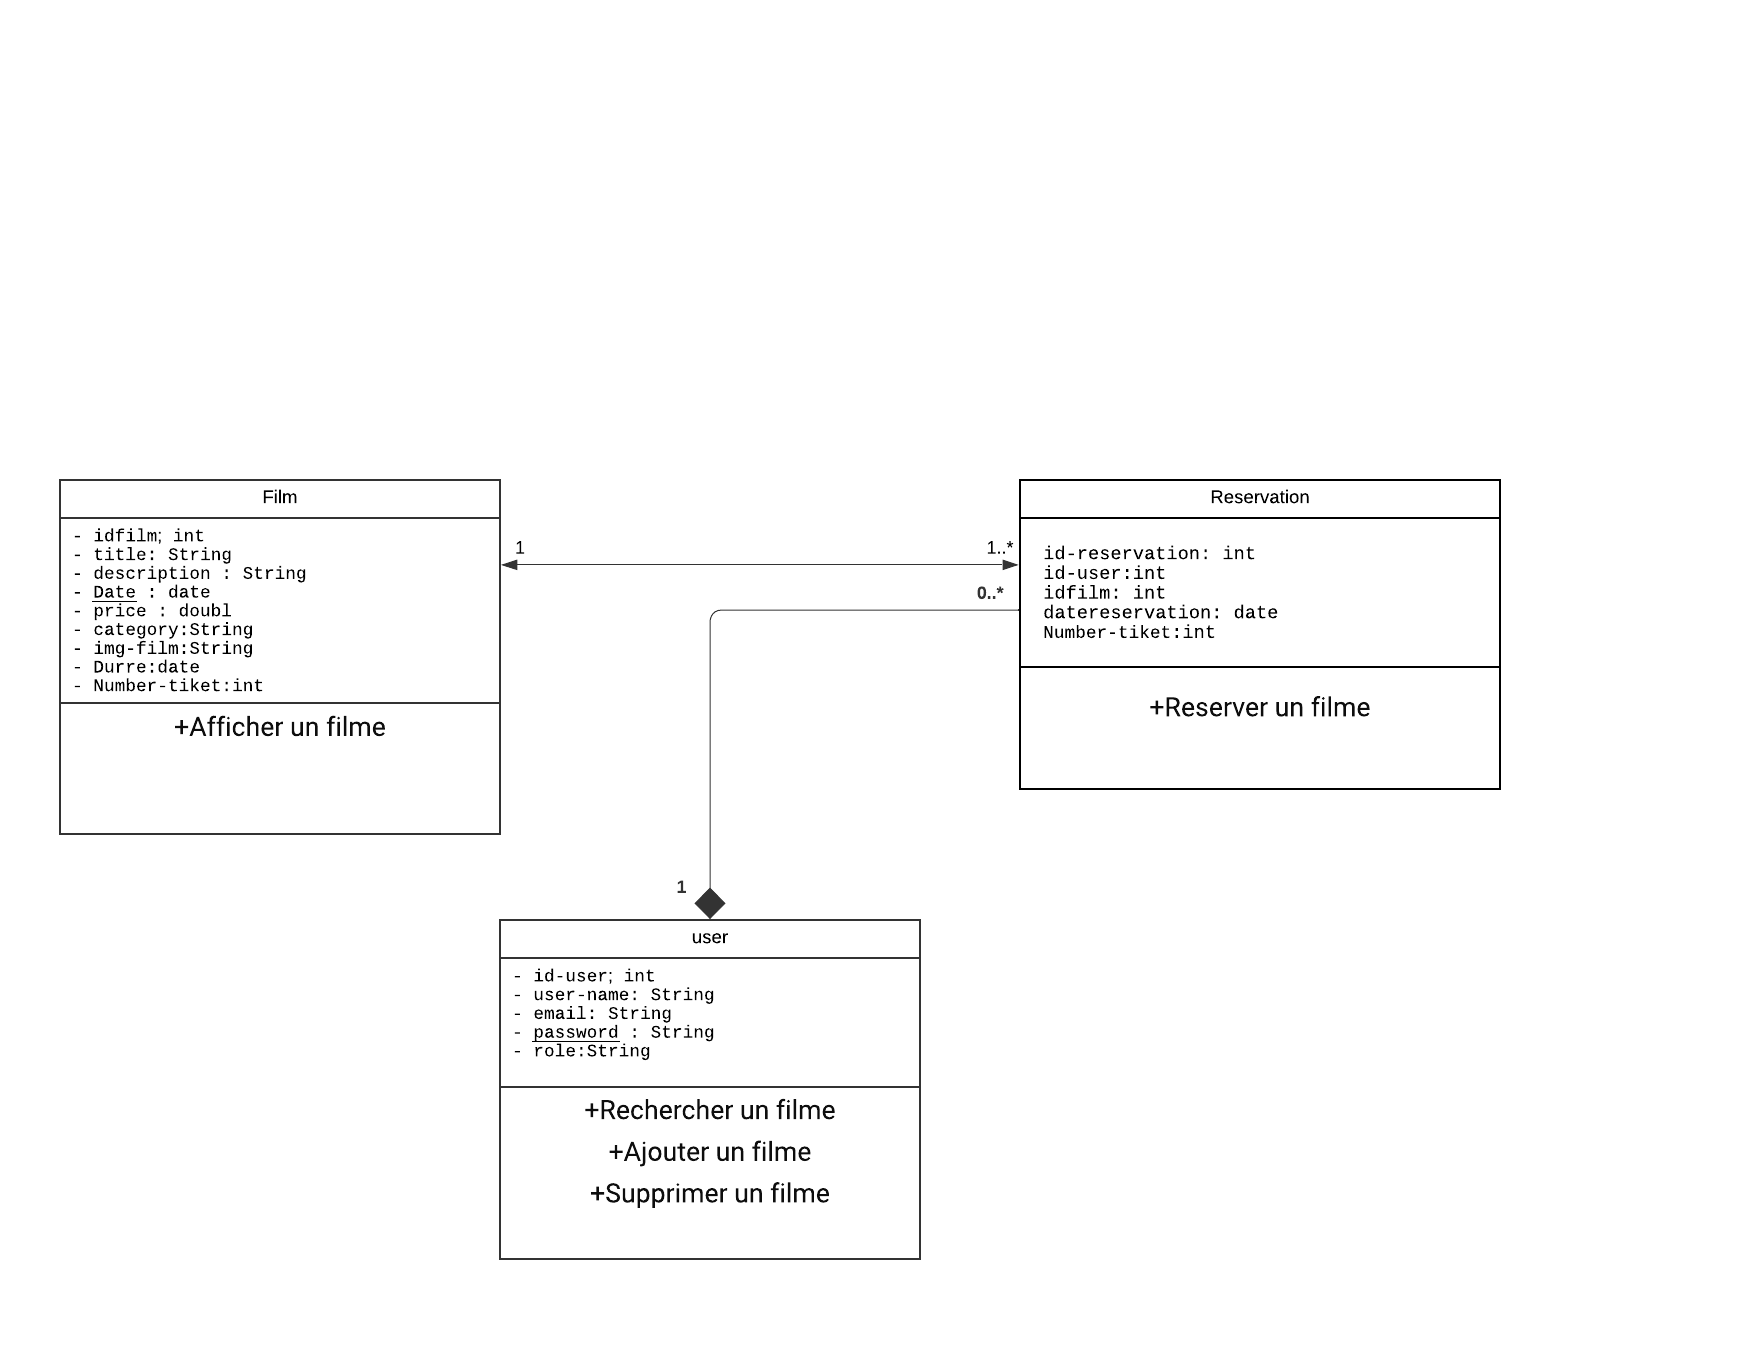 Film
- idfilm; int
- title: String
- description : String
- Date : date
- price : doubl
- category:String
- img-film:String
- Durre:date
- Number-tiket:int
+Afficher un filme
1
1..*
0..*
Reservation
id-reservation: int
id-user:int
idfilm: int
datereservation: date
Number-tiket:int
+Reserver un filme
1
user
- id-user; int
- user-name: String
- email: String
- password : String
- role:String
+Rechercher un filme
+Ajouter un filme
+Supprimer un filme